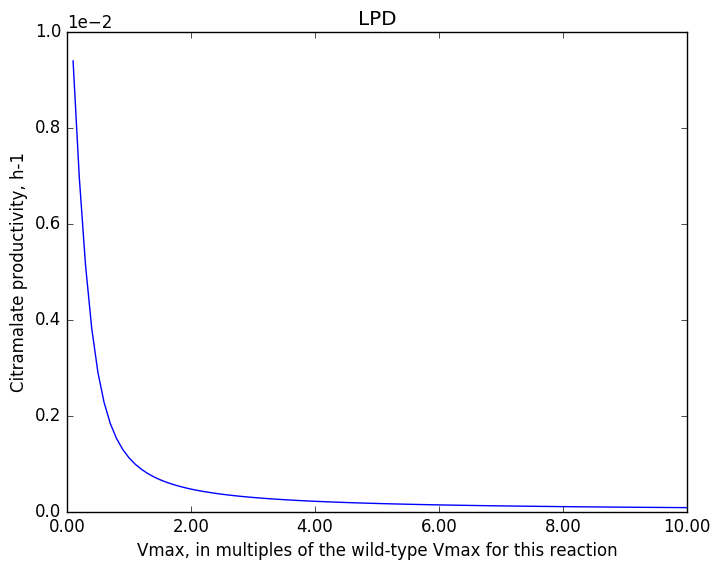 LPD
1e−2
1.0
0.8
0.6
0.4
0.2
0.0
Citramalate productivity, h-1
0.00 2.00 4.00 6.00 8.00 10.00
Vmax, in multiples of the wild-type Vmax for this reaction